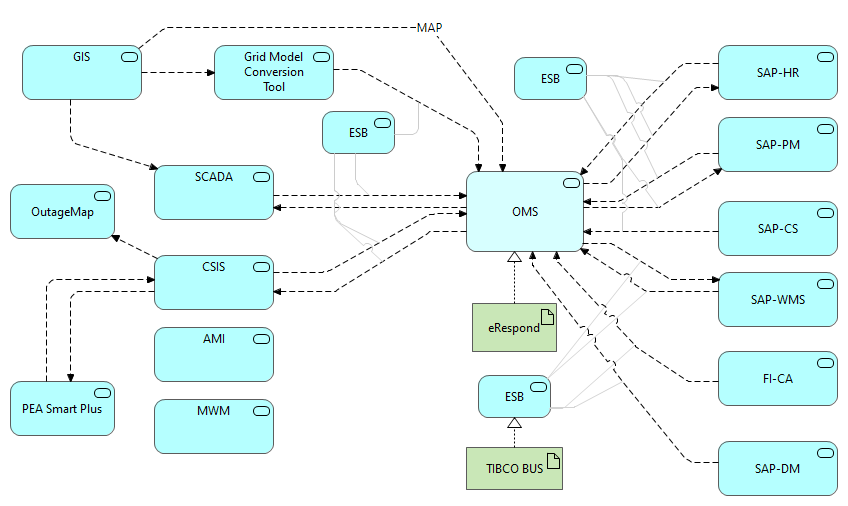 MAP
GIS
Grid Model
Conversion
Tool
ESB
SAP-HR
ESB
SAP-PM
SCADA
OutageMap
OMS
SAP-CS
CSIS
SAP-WMS
eRespond
AMI
FI-CA
ESB
PEA Smart Plus
MWM
TIBCO BUS
SAP-DM